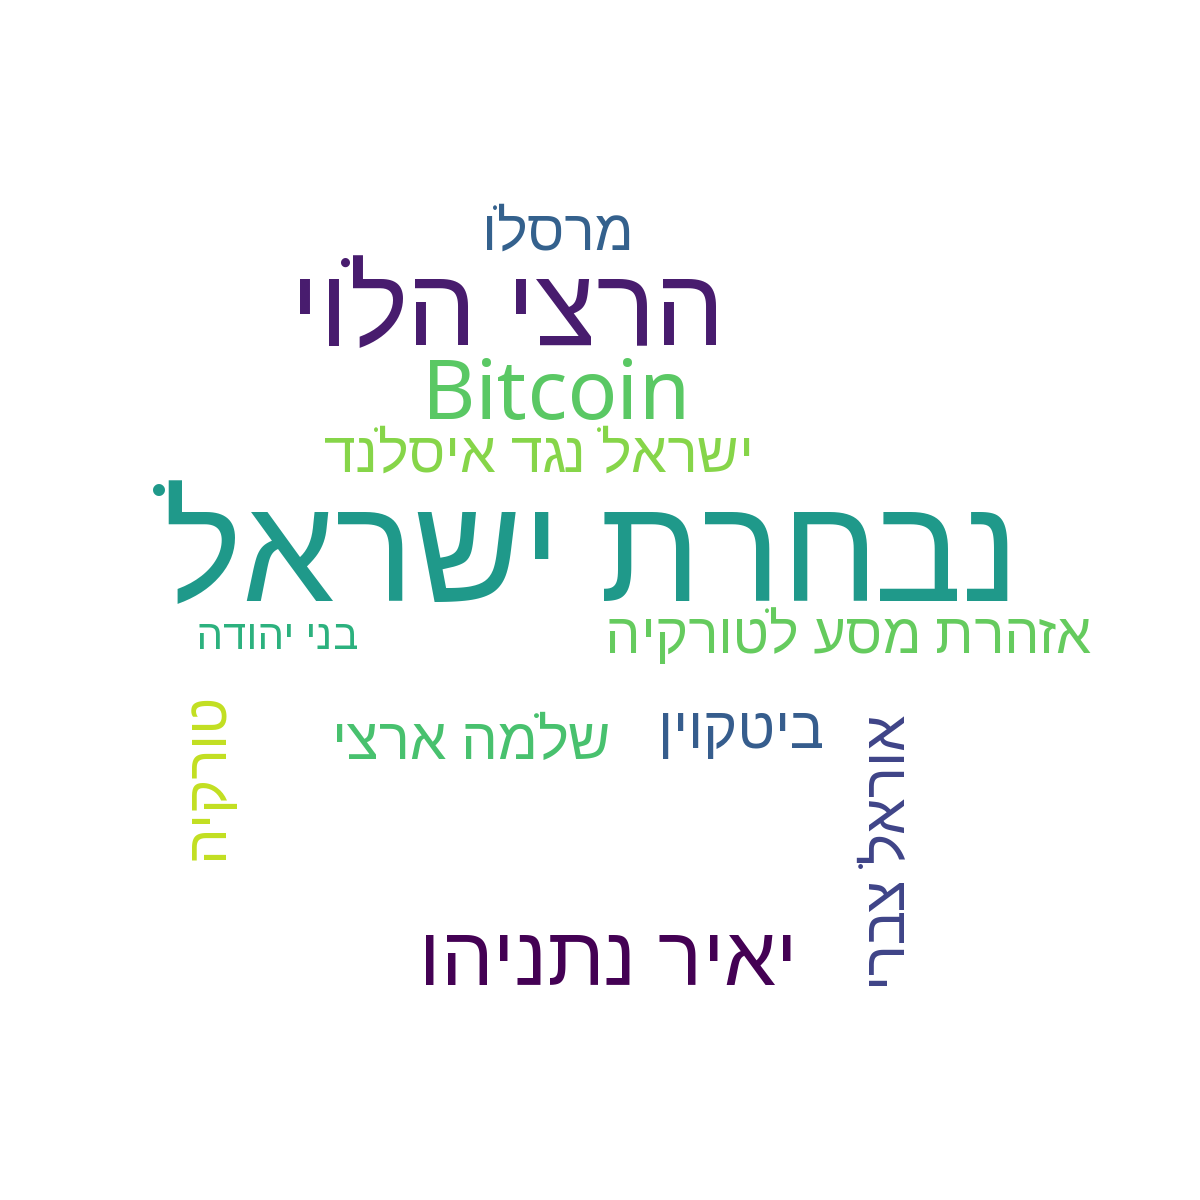 מרסלו
הרצי הלוי
Bitcoin
ישראל נגד איסלנד
נבחרת ישראל
בני יהודה
אזהרת מסע לטורקיה
טורקיה
שלמה ארצי
ביטקוין
אוראל צברי
יאיר נתניהו